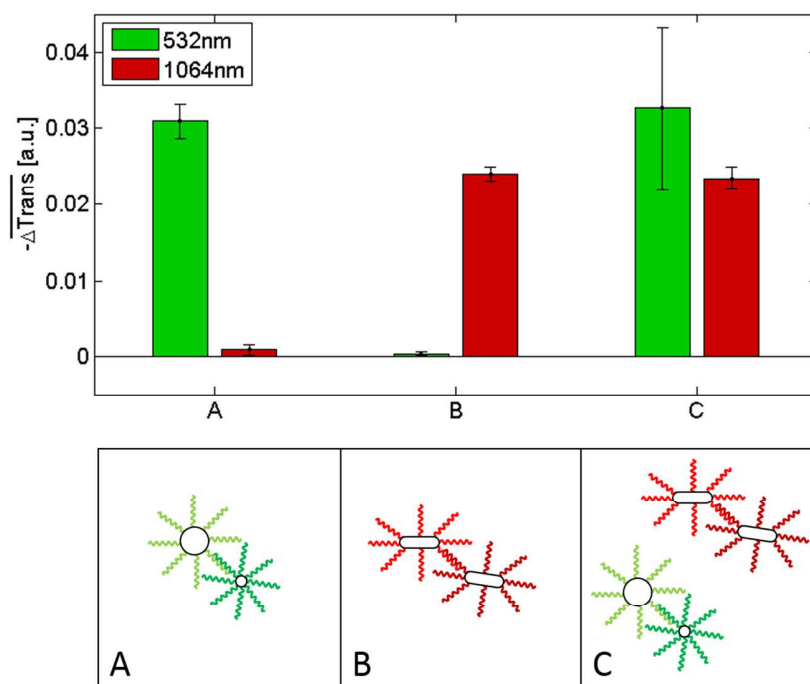 532nm
1064nm
0.04
0.03
0.02
0.01
0
-ΔTrans [a.u.]
A
B
C
A
B
C